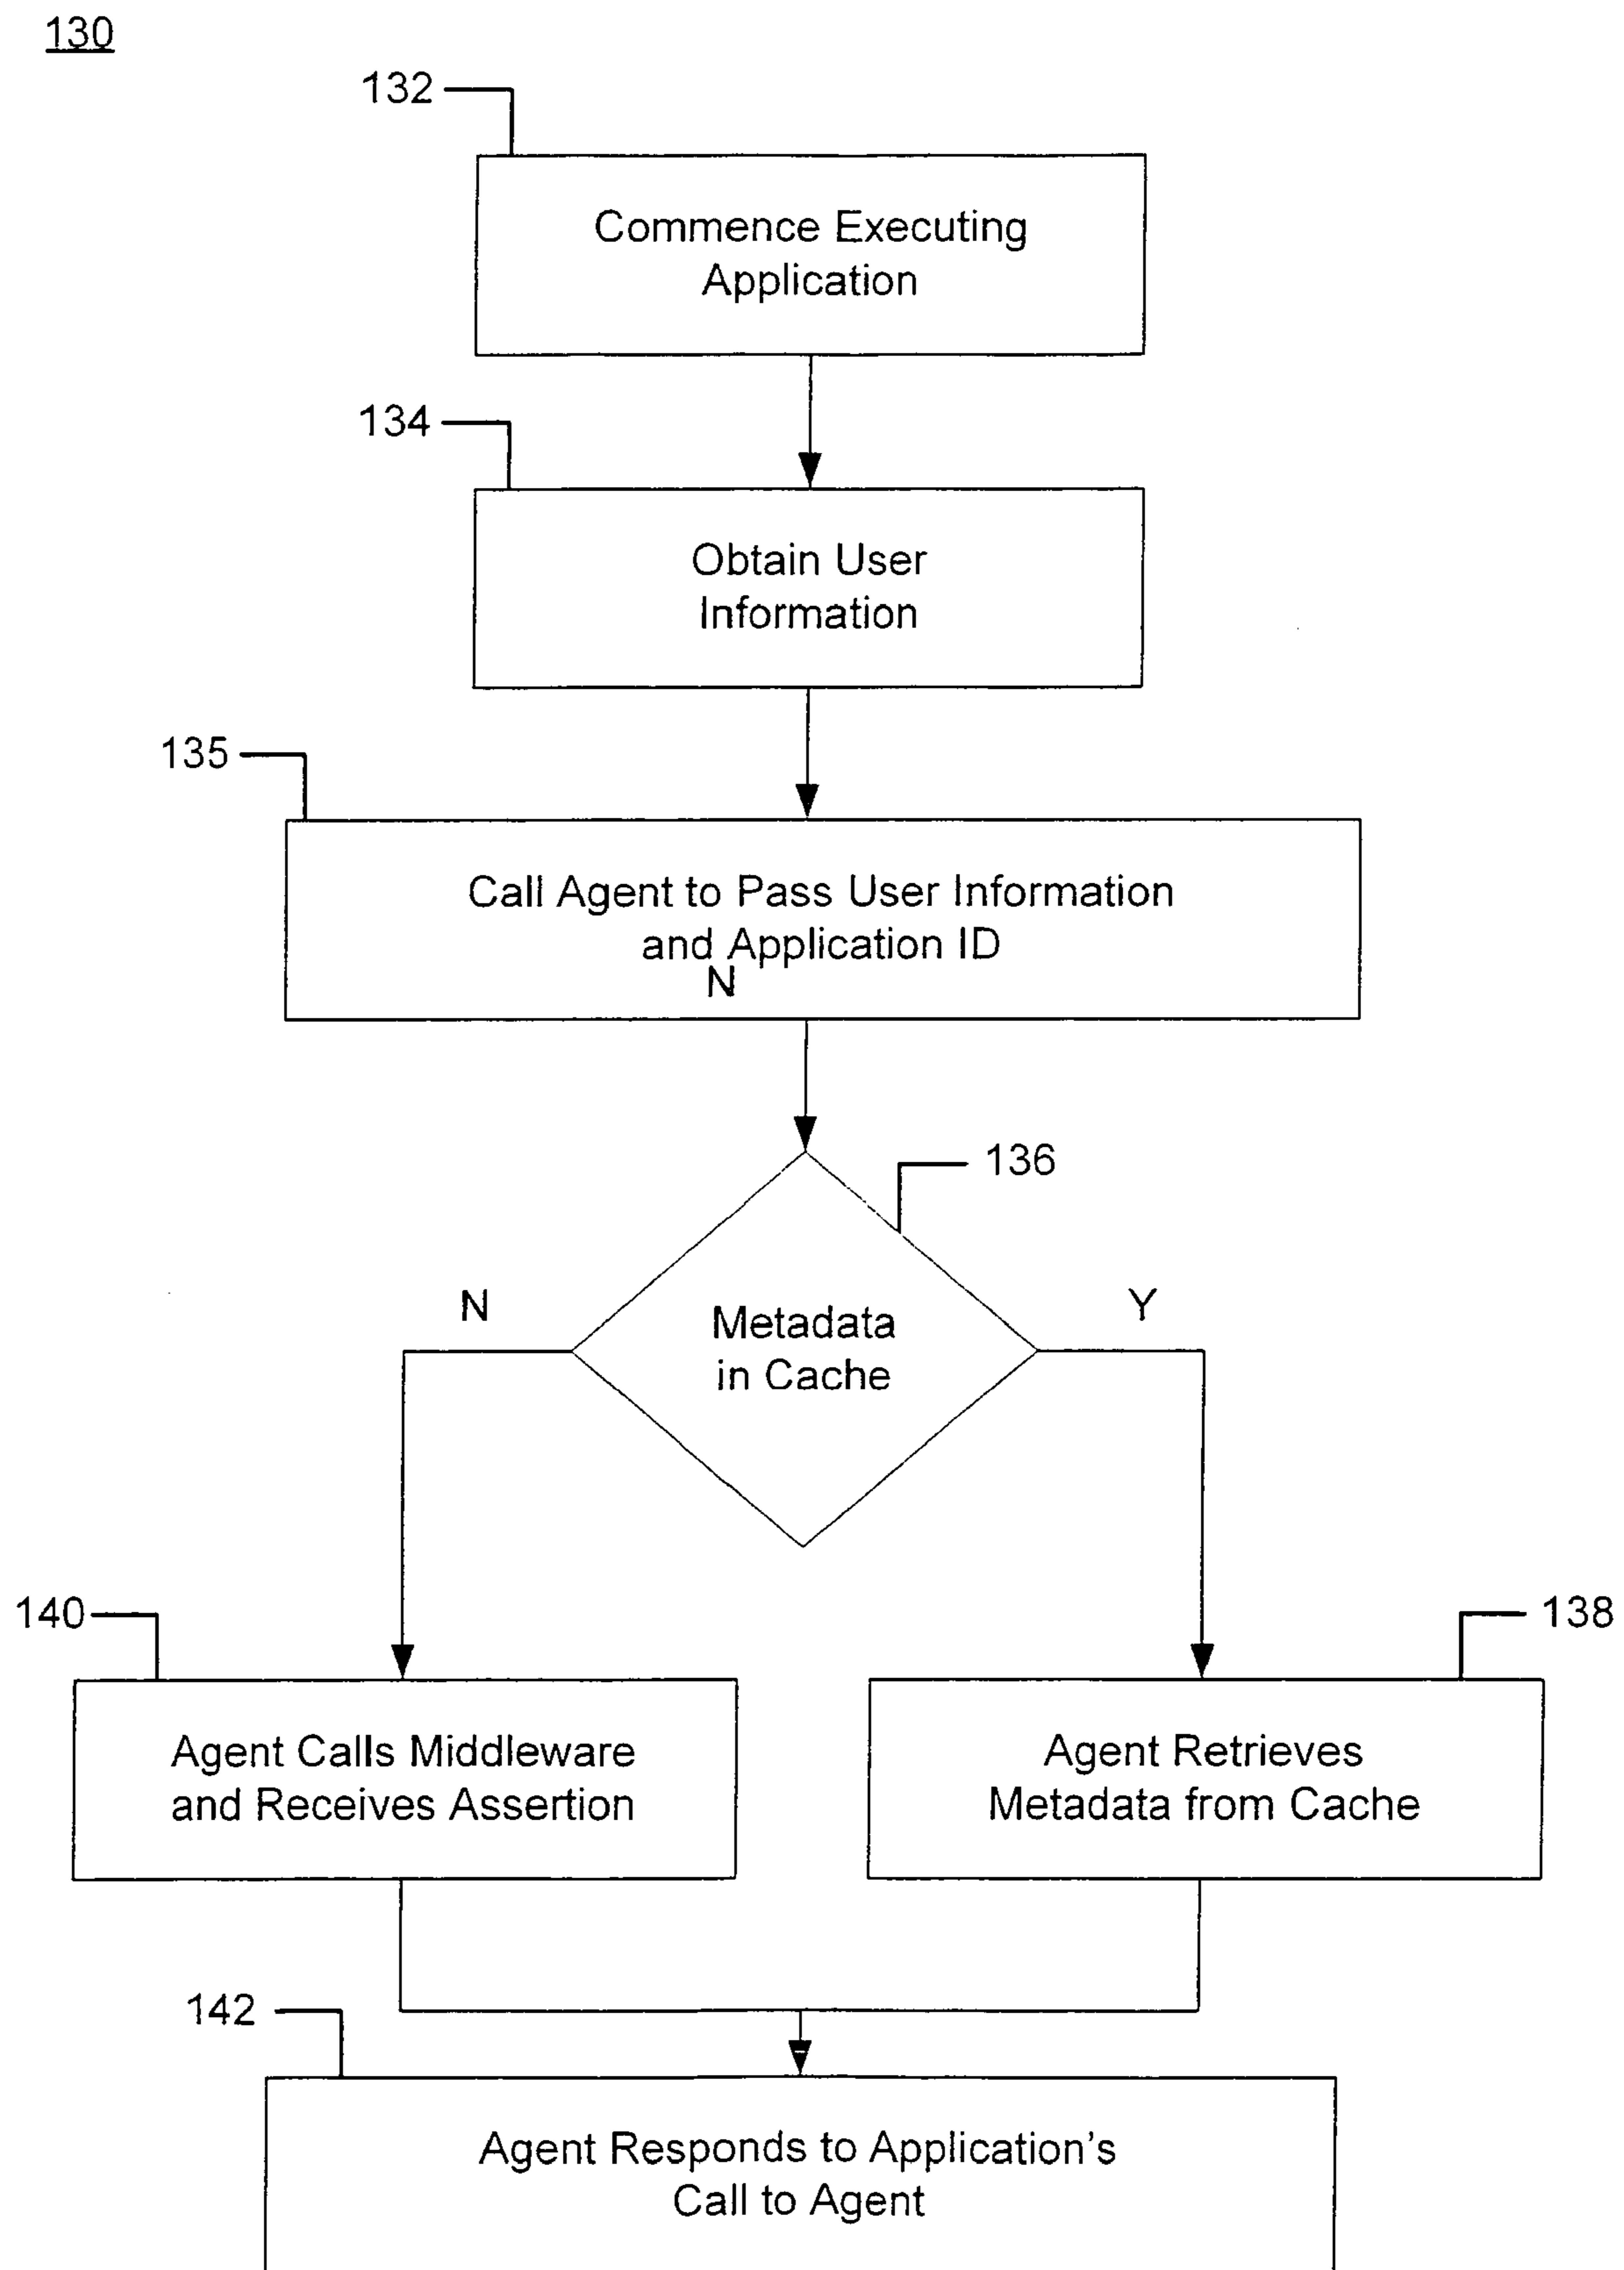 130
132
Commence Executing
Application
134
Obtain User
Information
135
Call Agent to Pass User Information
and Application ID
N
136
N
Y
Metadata
in Cache
140
138
Agent Calls Middleware
and Receives Assertion
Agent Retrieves
Metadata from Cache
142
Agent Responds to Application's
Call to Agent